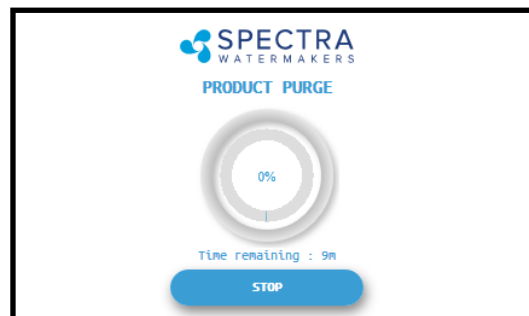 SPECTRA
WATERMAKERS
PRODUCT PURGE
0%
Time remaining : 9m
STOP